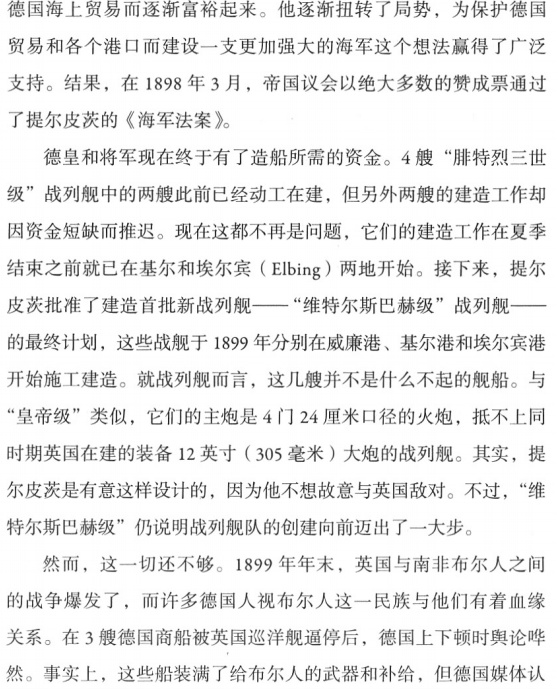 德国海上贸易而逐渐富裕起来。他逐渐扭转了局势，为保护德国
贸易和各个港口而建设一支更加强大的海军这个想法赢得了广泛
支持。结果，在 1898 年 3 月，帝国议会以绝大多数的赞成票通过
了提尔皮茨的《海军法案》。
德皇和将军现在终于有了造船所需的资金。4 艘“腓特烈三世
级”战列舰中的两艘此前已经动工在建，但另外两艘的建造工作却
因资金短缺而推迟。现在这都不再是问题，它们的建造工作在夏季
结束之前就已在基尔和埃尔宾（Elbing）两地开始。接下来，提尔
皮茨批准了建造首批新战列舰——“维特尔斯巴赫级”战列舰——
的最终计划，这些战舰于 1899 年分别在威廉港、基尔港和埃尔宾港
开始施工建造。就战列舰而言，这几艘并不是什么不起的舰船。与
“皇帝级”类似，它们的主炮是 4 门 24 厘米口径的火炮，抵不上同
时期英国在建的装备 12 英寸（305 毫米）大炮的战列舰。其实，提
尔皮茨是有意这样设计的，因为他不想故意与英国敌对。不过，“维
特尔斯巴赫级”仍说明战列舰队的创建向前迈出了一大步。
然而，这一切还不够。1899 年年末，英国与南非布尔人之间
的战争爆发了，而许多德国人视布尔人这一民族与他们有着血缘
关系。在 3 艘德国商船被英国巡洋舰逼停后，德国上下顿时舆论哗
然。事实上，这些船装满了给布尔人的武器和补给，但德国媒体认